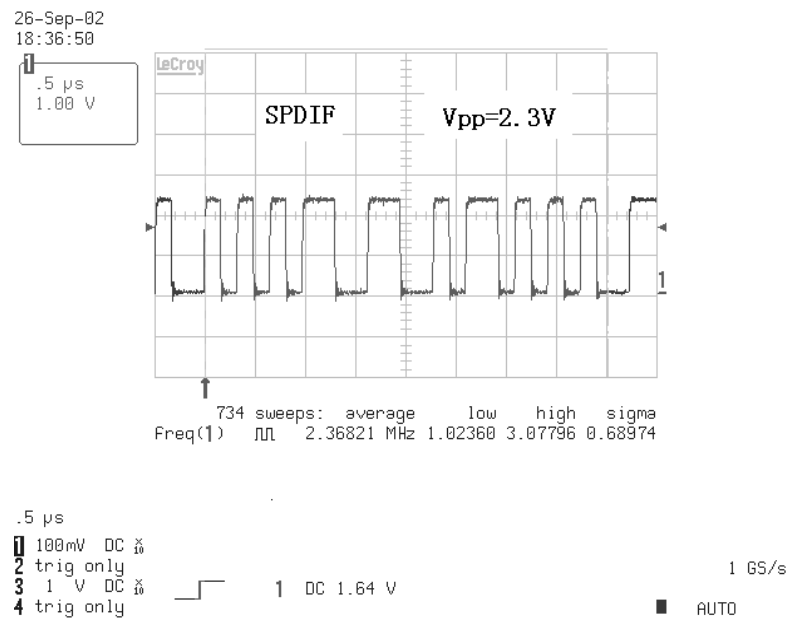 26-Sep-02
18:36:50
1
.5 µs
1.00 V
LeCroy
SPDIF Vpp=2.3V
1
734 sweeps: average low high sigma
Freq(1) 2.36821 MHz 1.02360 3.07796 0.68974
.5 µs
1 100mV DC X10
2 trig only
3 1 V DC X10
4 trig only
1 DC 1.64 V
1 GS/s
AUTO